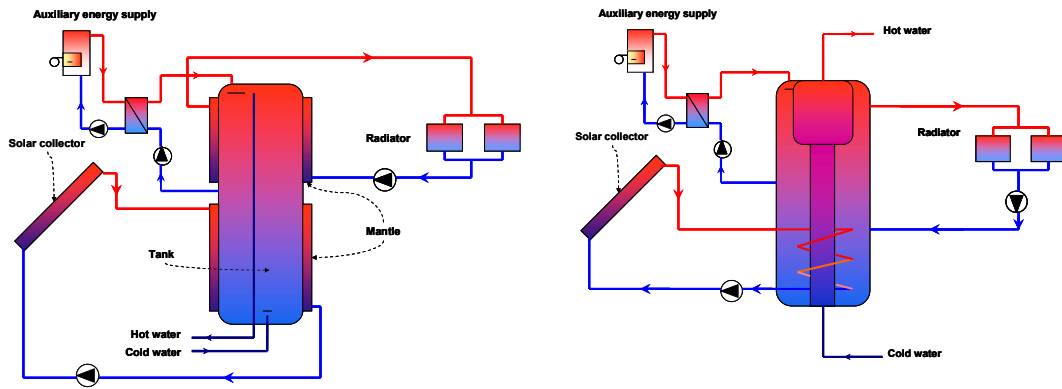 Auxiliary energy supply
Solar collector
Radiator
Mantle
Tank
Hot water
Cold water
Auxiliary energy supply
Hot water
Solar collector
Radiator
Cold water